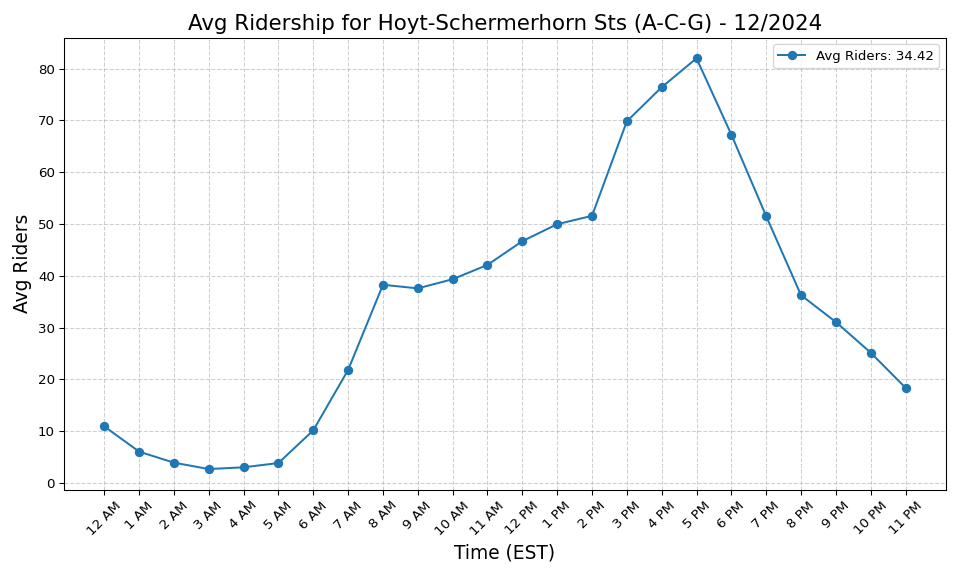 Avg Ridership for Hoyt-Schermerhorn Sts (A-C-G) - 12/2024
Avg Riders: 34.42
Avg Riders
80
70
60
50
40
30
20
10
0
12 AM
1 AM
2 AM
3 AM
4 AM
5 AM
6 AM
7 AM
8 AM
9 AM
10 AM
11 AM
12 PM
1 PM
2 PM
3 PM
4 PM
5 PM
6 PM
7 PM
8 PM
9 PM
10 PM
11 PM
Time (EST)